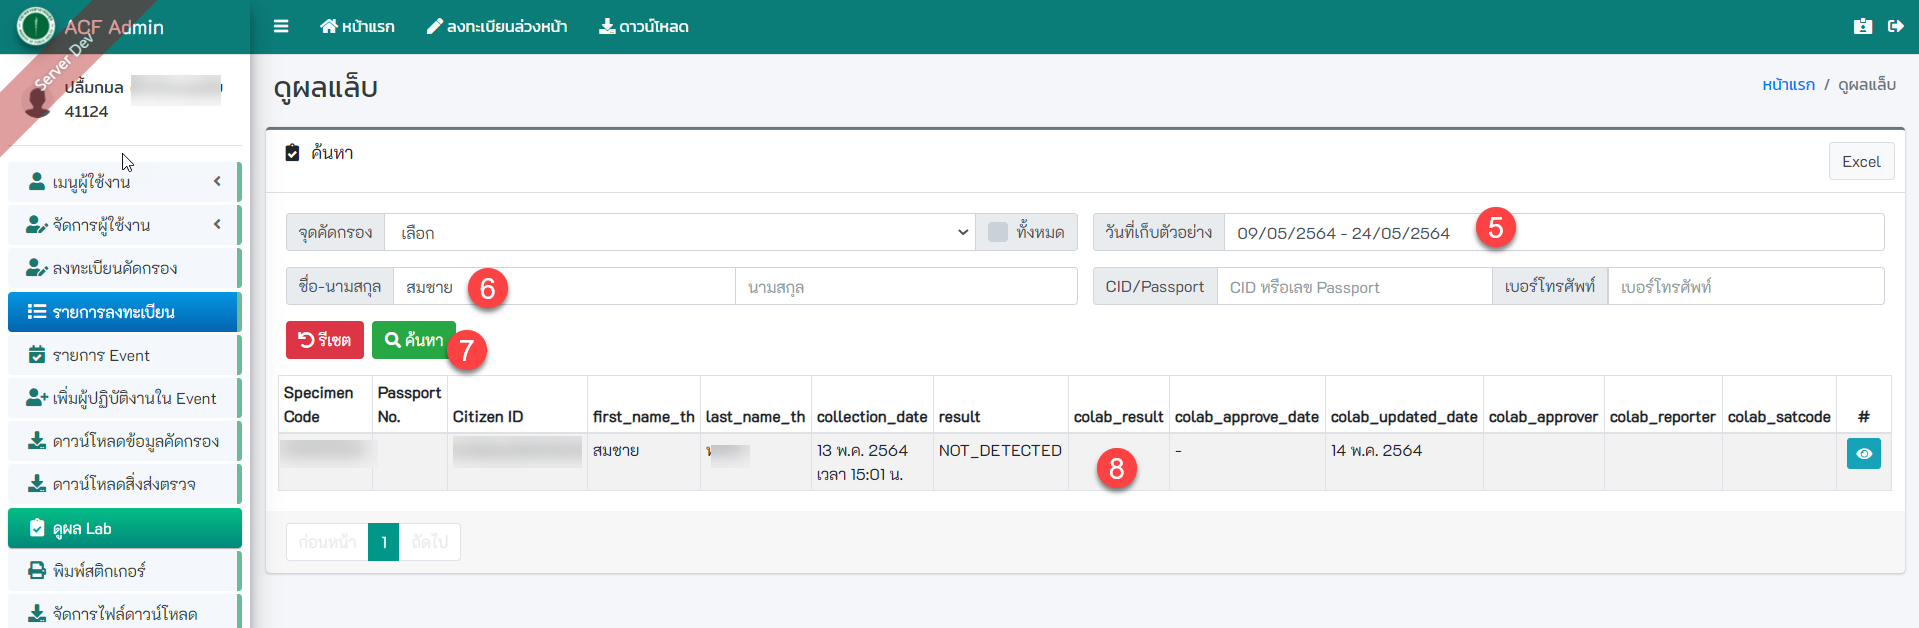 ACF Admin
Server Dev
หน้าแรก
ลงทะเบียนล่วงหน้า
ดาวน์โหลด
ปลื้มกมล
41124
เมนูผู้ใช้งาน
จัดการผู้ใช้งาน
ลงทะเบียนคัดกรอง
รายการลงทะเบียน
รายการ Event
เพิ่มผู้ปฏิบัติงานใน Event
ดาวน์โหลดข้อมูลคัดกรอง
ดาวน์โหลดสิ่งส่งตรวจ
ดูผล Lab
พิมพ์สติกเกอร์
จัดการไฟล์ดาวน์โหลด
ดูผลแล็บ
หน้าแรก / ดูผลแล็บ
ค้นหา
Excel
จุดคัดกรอง เลือก ทั้งหมด
วันที่เก็บตัวอย่าง 09/05/2564 - 24/05/2564 5
ชื่อ-นามสกุล สมชาย 6 นามสกุล
CID/Passport CID หรือเลข Passport เบอร์โทรศัพท์ เบอร์โทรศัพท์
รีเซต ค้นหา 7
Specimen Code Passport No. Citizen ID first_name_th last_name_th collection_date result colab_result colab_approve_date colab_updated_date colab_approver colab_reporter colab_satcode #
สมชาย 13 พ.ค. 2564 NOT_DETECTED 8 - 14 พ.ค. 2564
เวลา 15:01 น.
ก่อนหน้า 1 ถัดไป